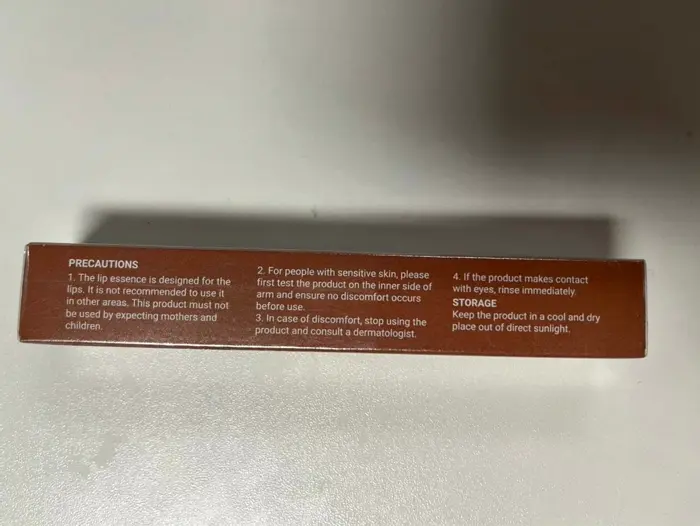 PRECAUTIONS
1. The lip essence is designed for the
lips. It is not recommended to use it
in other areas. This product must not
be used by expecting mothers and
children.
2. For people with sensitive skin, please
first test the product on the inner side of
arm and ensure no discomfort occurs
before use.
3. In case of discomfort, stop using the
product and consult a dermatologist.
4. If the product makes contact
with eyes, rinse immediately.
STORAGE
Keep the product in a cool and dry
place out of direct sunlight.